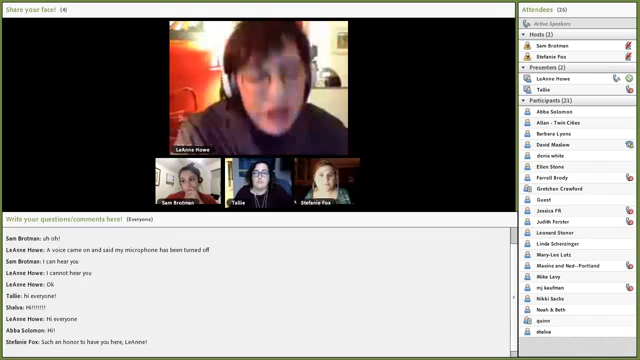 Share your face! (4)
LeAnne Howe
Sam Brotman
Tallie
Stefanie Fox
Write your questions/comments here! (Everyone)
Sam Brotman: uh oh!
LeAnne Howe: A voice came on and said my microphone has been turned off
Sam Brotman: I can hear you
LeAnne Howe: I cannot hear you
LeAnne Howe: Ok
Tallie: hi everyone!
Shalva: Hi!!!!!!!
LeAnne Howe: Hi everyone
Abba Solomon: Hi!
Stefanie Fox: Such an honor to have you here, LeAnne!
Attendees (25)
Active Speakers
Hosts (2)
Sam Brotman
Stefanie Fox
Presenters (2)
LeAnne Howe
Tallie
Participants (21)
Abba Solomon
Allan - Twin Cities
Barbara Lyons
David Maslow
denis white
Ellen Stone
Farrell Brody
Gretchen Crawford
Guest
Jessica FR
Judith Ferster
Leonard Stoner
Linda Scherzinger
Mary-Lee Lutz
Maxine and Ned--Portland
Mike Levy
mj kaufman
Nikki Sachs
Noah & Beth
quinn
shalva